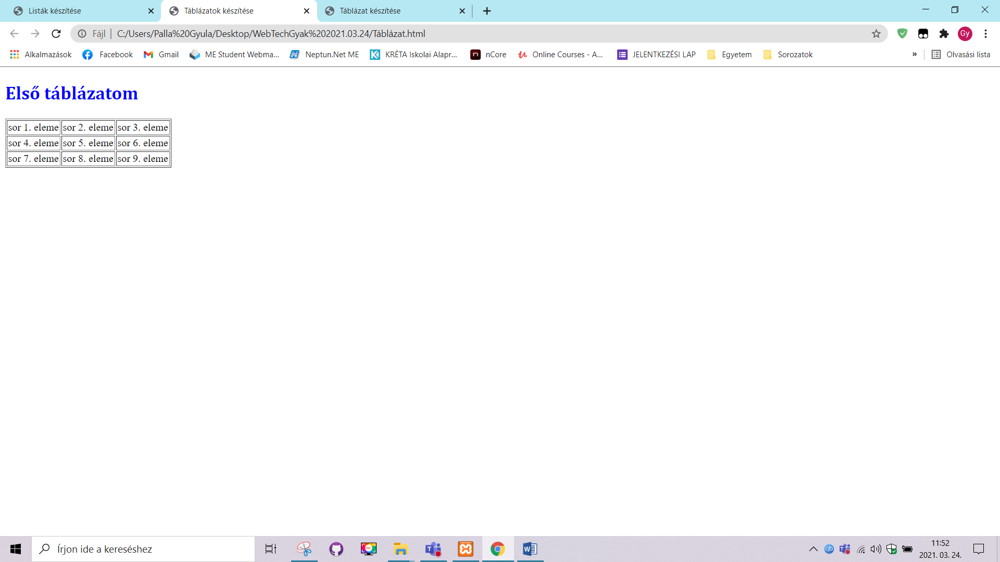 Listák készítése Táblázatok készítése Táblázat készítése
Fájl | C:/Users/Palla%20Gyula/Desktop/WebTechGyak%202021.03.24/Táblázat.html Gy
Alkalmazások Facebook Gmail ME Student Webma... Neptun.Net ME KRÉTA Iskolai Alapr... nCore Online Courses - A... JELENTKEZÉSI LAP Egyetem Sorozatok » Olvasási lista
Első táblázatom
sor 1. eleme sor 2. eleme sor 3. eleme
sor 4. eleme sor 5. eleme sor 6. eleme
sor 7. eleme sor 8. eleme sor 9. eleme
Írjon ide a kereséshez
11:52
2021. 03. 24.